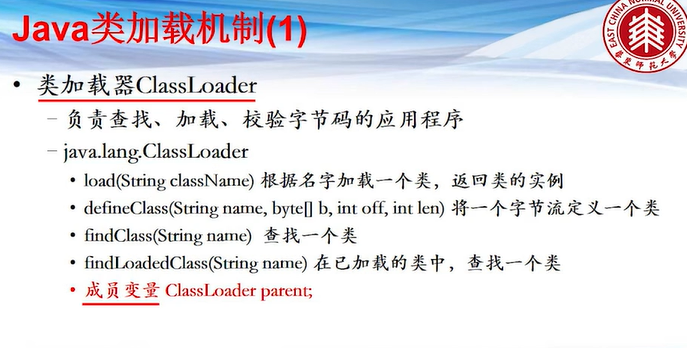 Java类加载机制(1)
EAST CHINA NORMAL UNIVERSITY
華東師範大學
• 类加载器ClassLoader
– 负责查找、加载、校验字节码的应用程序
– java.lang.ClassLoader
• load(String className) 根据名字加载一个类，返回类的实例
• defineClass(String name, byte[] b, int off, int len) 将一个字节流定义一个类
• findClass(String name) 查找一个类
• findLoadedClass(String name) 在已加载的类中，查找一个类
• 成员变量 ClassLoader parent;